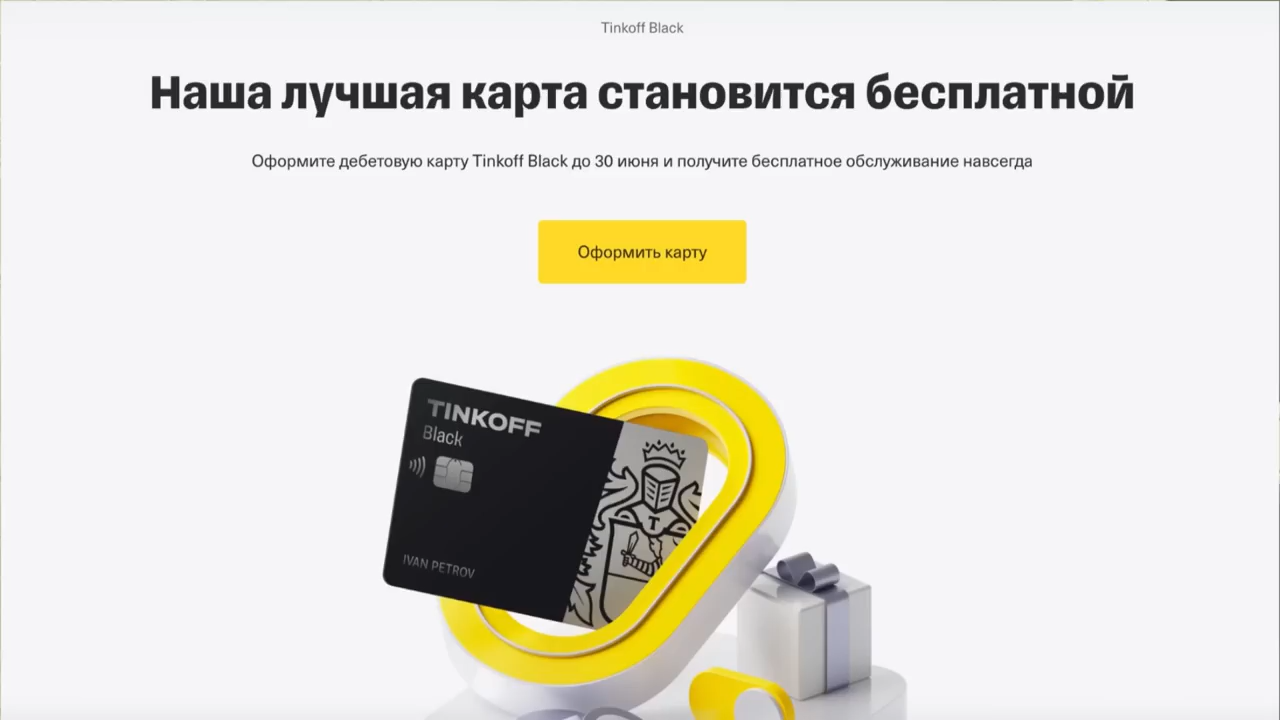 Tinkoff Black
Наша лучшая карта становится бесплатной
Оформите дебетовую карту Tinkoff Black до 30 июня и получите бесплатное обслуживание навсегда
Оформить карту
TINKOFF
Black
T
IVAN PETROV